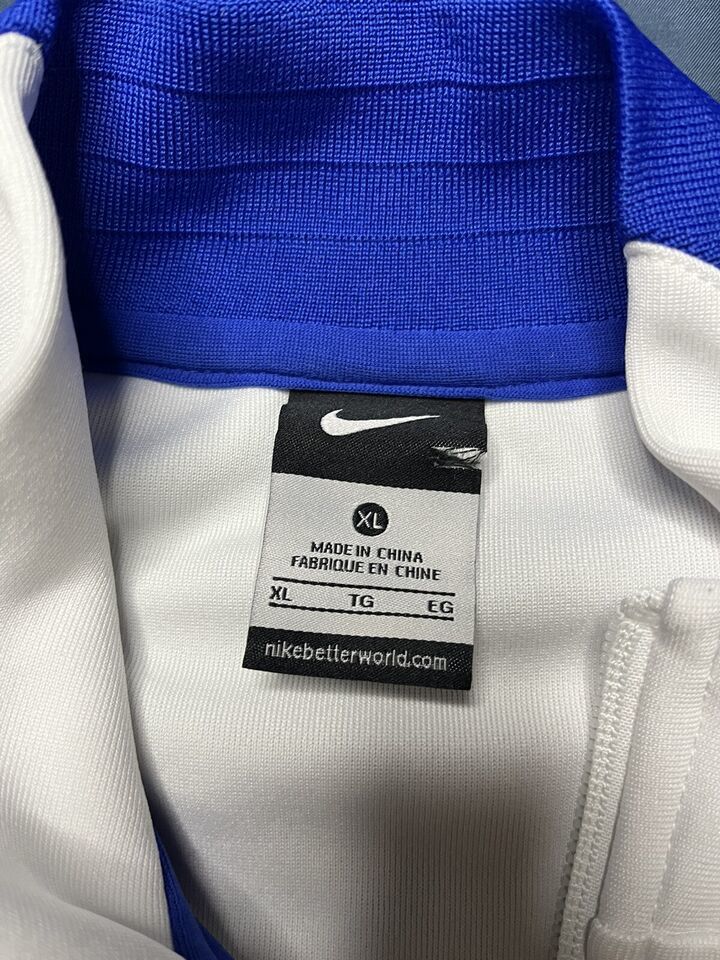 XL
MADE IN CHINA
FABRIQUE EN CHINE
XL TG EG
nikebetterworld.com